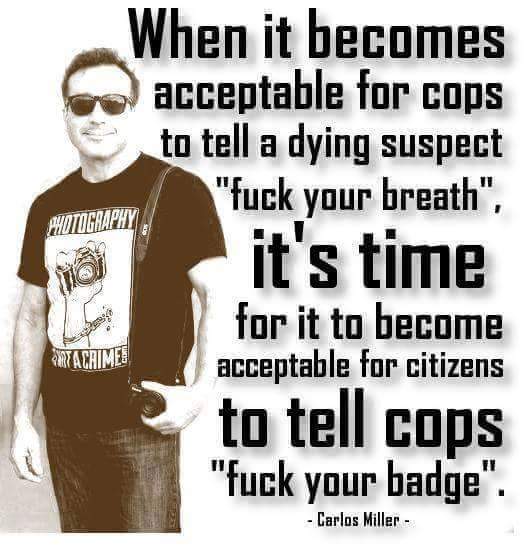 When it becomes
acceptable for cops
to tell a dying suspect
"fuck your breath",
it's time
for it to become
acceptable for citizens
to tell cops
"fuck your badge".
- Carlos Miller -
PHOTOGRAPHY
A CRIME